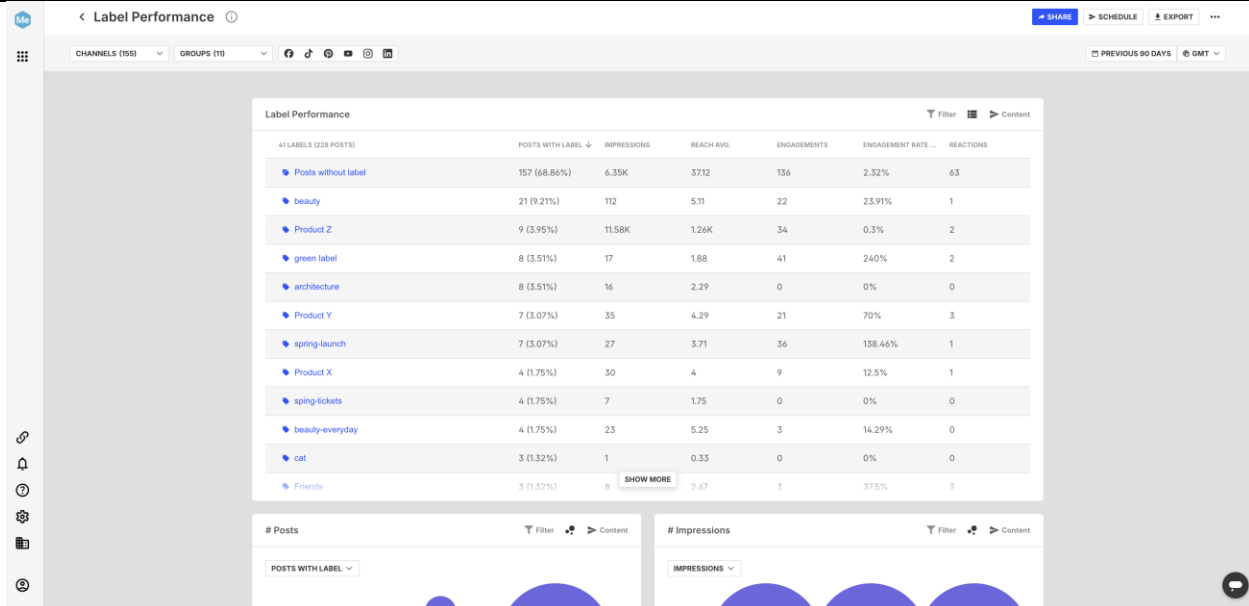 Me
Label Performance
SHARE SCHEDULE EXPORT
CHANNELS (155) GROUPS (11) PREVIOUS 90 DAYS GMT
Label Performance Filter Content
41 LABELS (228 POSTS) POSTS WITH LABEL IMPRESSIONS REACH AVG. ENGAGEMENTS ENGAGEMENT RATE ... REACTIONS
Posts without label 157 (68.86%) 6.35K 37.12 136 2.32% 63
beauty 21 (9.21%) 112 5.11 22 23.91% 1
Product Z 9 (3.95%) 11.58K 1.26K 34 0.3% 2
green label 8 (3.51%) 17 1.88 41 240% 2
architecture 8 (3.51%) 16 2.29 0 0% 0
Product Y 7 (3.07%) 35 4.29 21 70% 3
spring-launch 7 (3.07%) 27 3.71 36 138.46% 1
Product X 4 (1.75%) 30 4 9 12.5% 1
sping-tickets 4 (1.75%) 7 1.75 0 0% 0
beauty-everyday 4 (1.75%) 23 5.25 3 14.29% 0
cat 3 (1.32%) 1 0.33 0 0% 0
Friends 3 (1.32%) 8 2.67 3 37.5% 3
SHOW MORE
# Posts Filter Content
POSTS WITH LABEL
# Impressions Filter Content
IMPRESSIONS